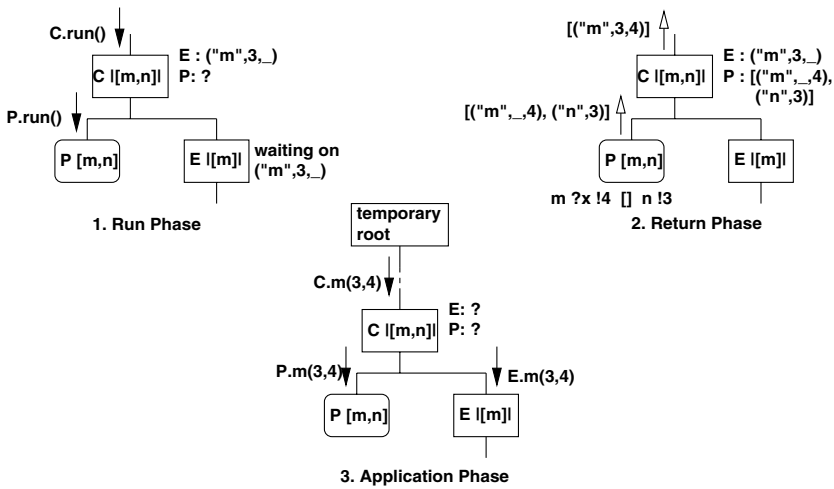 C.run()
E : ("m",3,_)
P: ?
C |[m,n]|
P.run()
P [m,n]
E |[m]|
waiting on
("m",3,_)
1. Run Phase
[("m",3,4)]
E : ("m",3,_)
P : [("m",_,4),
("n",3)]
C |[m,n]|
[("m",_,4), ("n",3)]
P [m,n]
E |[m]|
m ?x !4 [] n !3
2. Return Phase
temporary
root
C.m(3,4)
E: ?
P: ?
C |[m,n]|
P.m(3,4)
E.m(3,4)
P [m,n]
E |[m]|
3. Application Phase